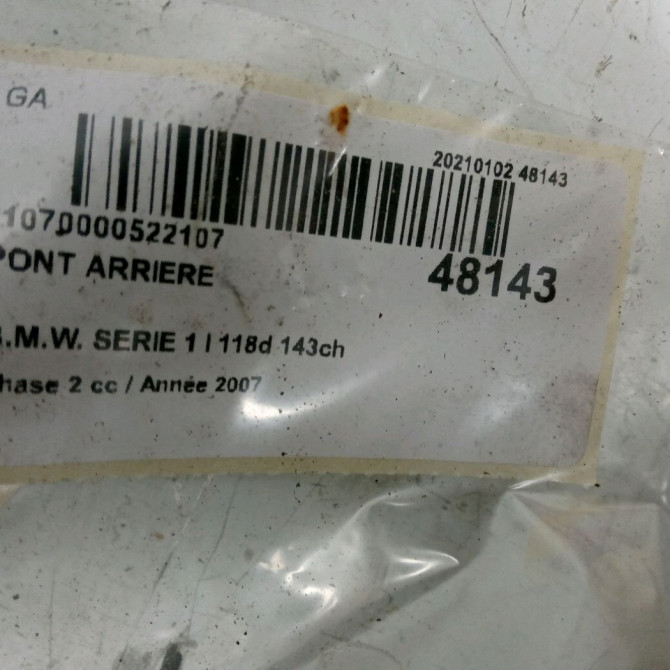 GA
20210102 48143
1070000522107
48143
PONT ARRIERE
B.M.W. SERIE 1 I 118d 143ch
hase 2 cc / Année 2007